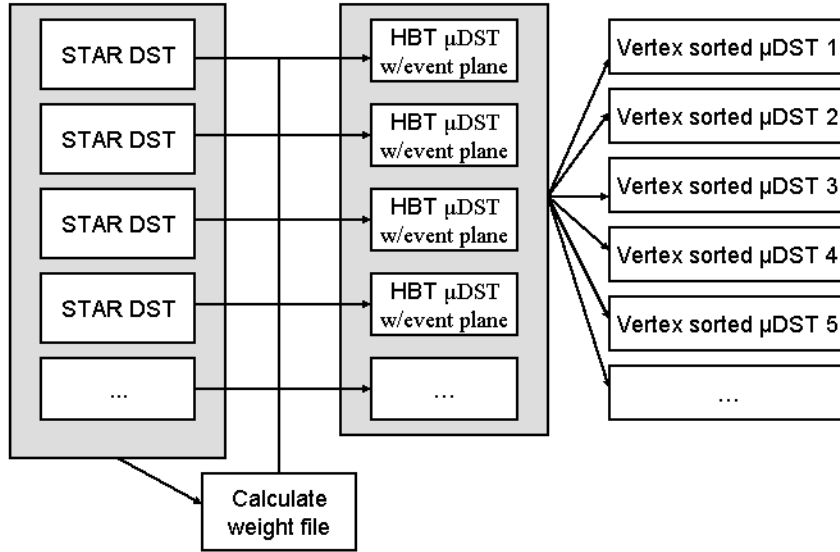 STAR DST
STAR DST
STAR DST
STAR DST
...
HBT μDST
w/event plane
HBT μDST
w/event plane
HBT μDST
w/event plane
HBT μDST
w/event plane
...
Vertex sorted μDST 1
Vertex sorted μDST 2
Vertex sorted μDST 3
Vertex sorted μDST 4
Vertex sorted μDST 5
...
Calculate
weight file